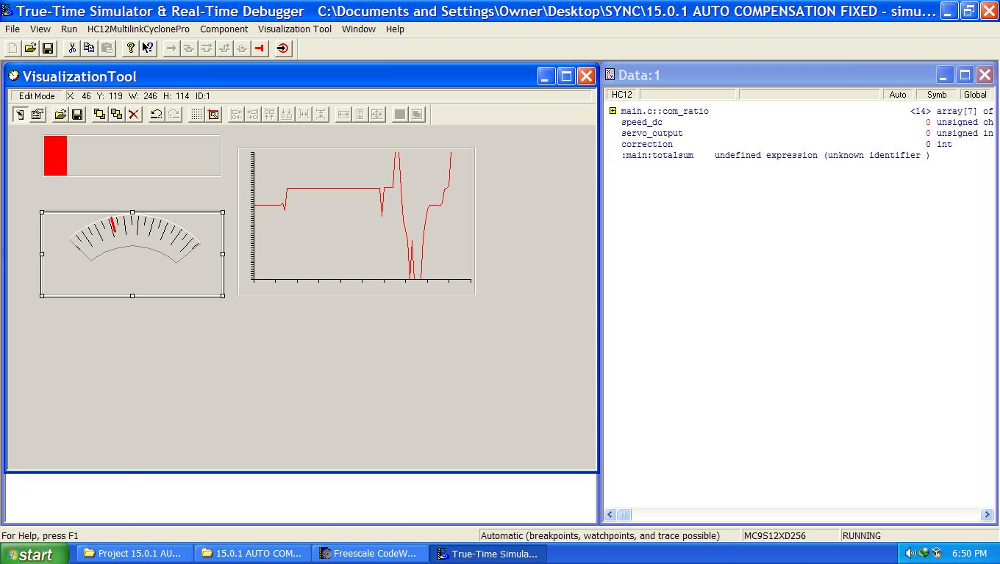 True-Time Simulator & Real-Time Debugger C:\Documents and Settings\Owner\Desktop\SYNC\15.0.1 AUTO COMPENSATION FIXED - simu...
File View Run HC12MultilinkCyclonePro Component Visualization Tool Window Help
VisualizationTool
Edit Mode X: 46 Y: 119 W: 246 H: 114 ID:1
Data:1
HC12 Auto Symb Global
main.c::com_ratio <14> array[7] of
speed_dc 0 unsigned cha
servo_output 0 unsigned in
correction 0 int
:main:totalsum undefined expression (unknown identifier )
For Help, press F1 Automatic (breakpoints, watchpoints, and trace possible) MC9S12XD256 RUNNING
start Project 15.0.1 AU... 15.0.1 AUTO COM... Freescale CodeW... True-Time Simula... 6:50 PM